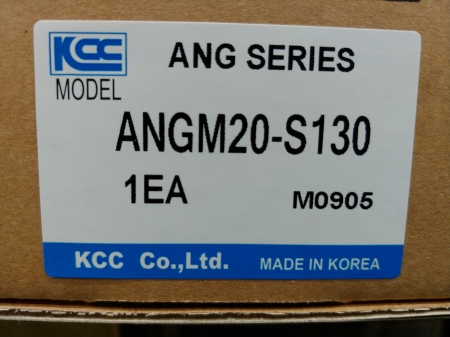 KCC ANG SERIES
MODEL
ANGM20-S130
1EA M0905
KCC Co.,Ltd. MADE IN KOREA